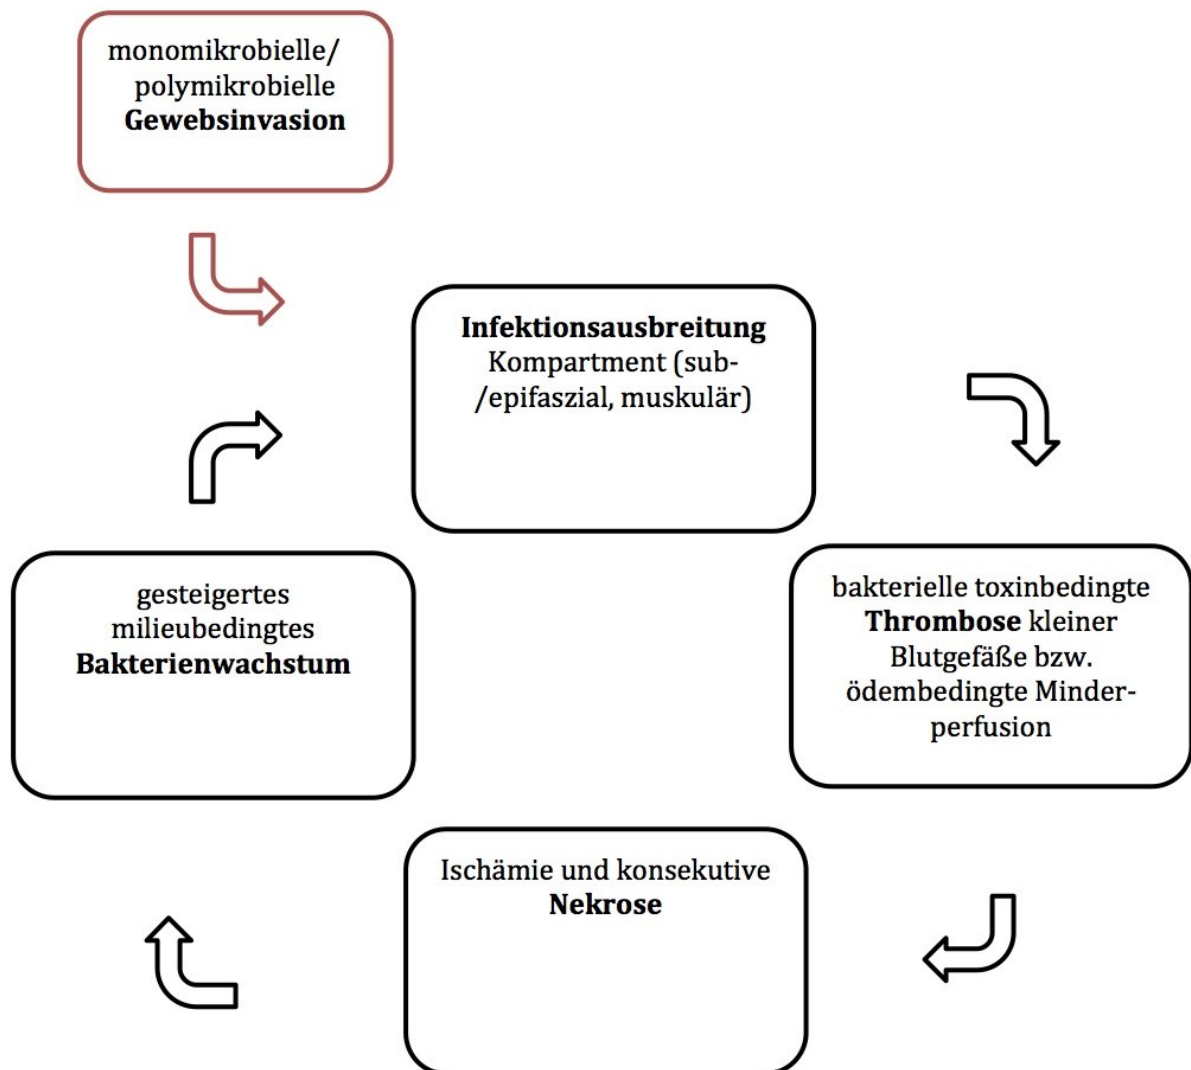 monomikrobielle/
polymikrobielle
Gewebsinvasion
Infektionsausbreitung
Kompartment (sub-
/epifaszial, muskulär)
bakterielle toxinbedingte
Thrombose kleiner
Blutgefäße bzw.
ödembedingte Minder-
perfusion
Ischämie und konsekutive
Nekrose
gesteigertes
milieubedingtes
Bakterienwachstum